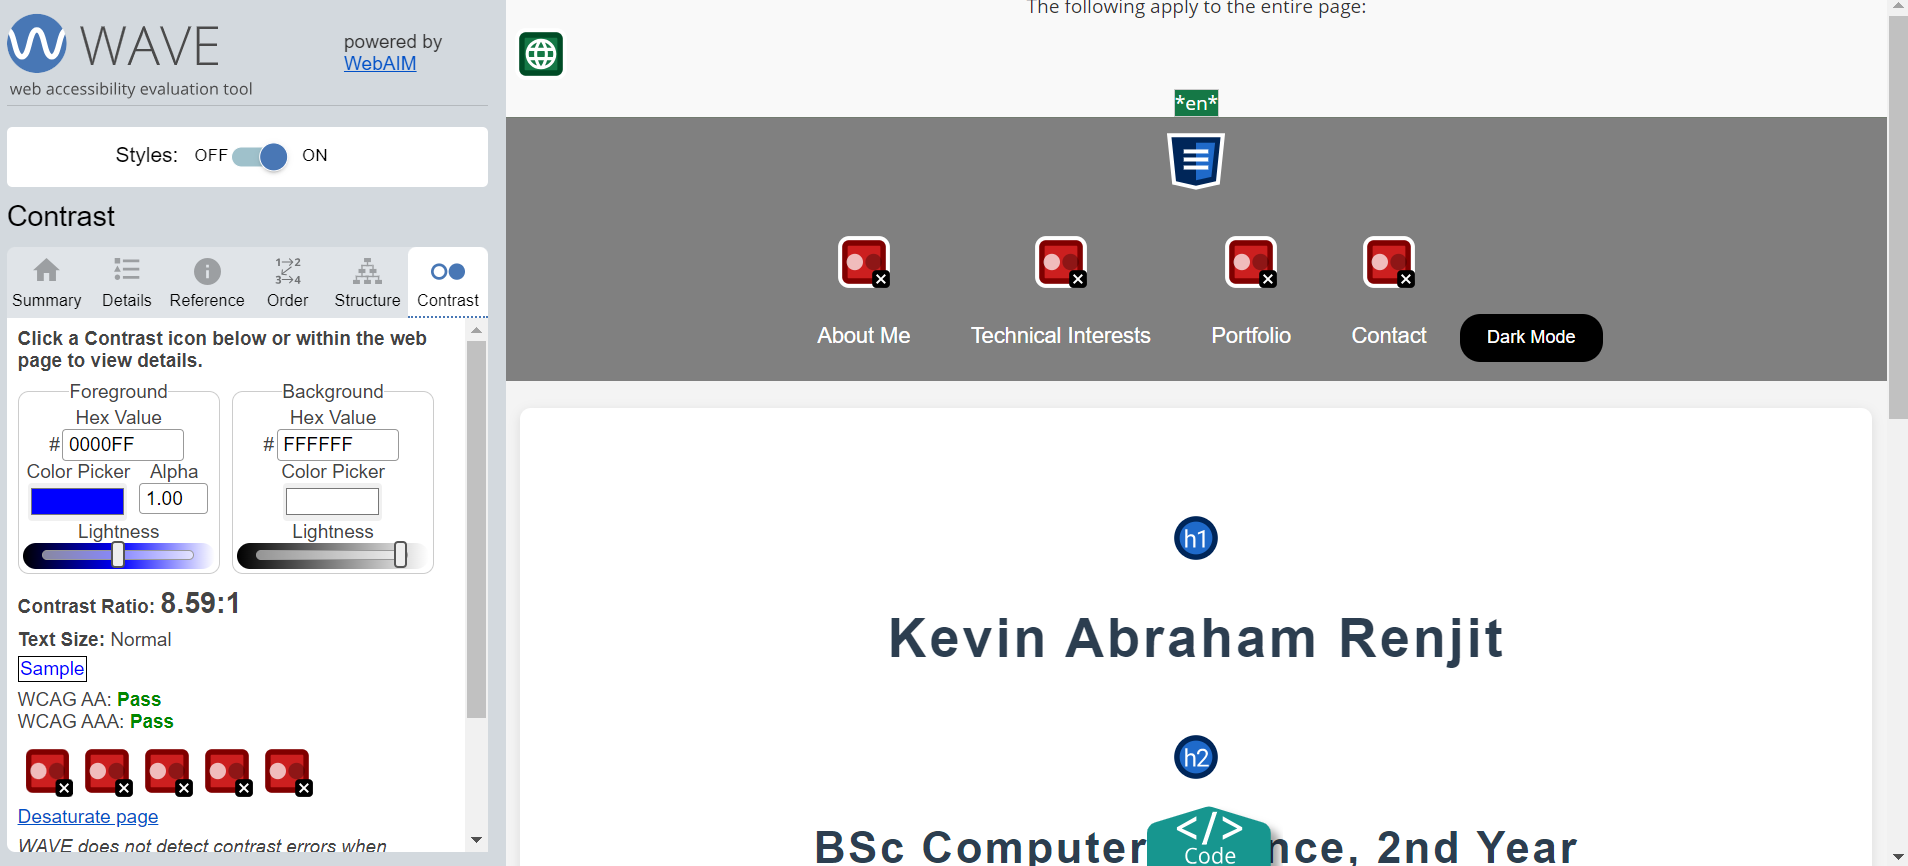 WAVE
powered by
WebAIM
web accessibility evaluation tool
Styles: OFF ON
Contrast
Summary Details Reference Order Structure Contrast
1→2
3→4
Click a Contrast icon below or within the web
page to view details.
Foreground
Hex Value
# 0000FF
Color Picker Alpha
1.00
Lightness
Background
Hex Value
# FFFFFF
Color Picker
Lightness
Contrast Ratio: 8.59:1
Text Size: Normal
Sample
WCAG AA: Pass
WCAG AAA: Pass
Desaturate page
WAVE does not detect contrast errors when
The following apply to the entire page:
*en*
About Me Technical Interests Portfolio Contact Dark Mode
h1
Kevin Abraham Renjit
h2
BSc Computer nce, 2nd Year
</> Code